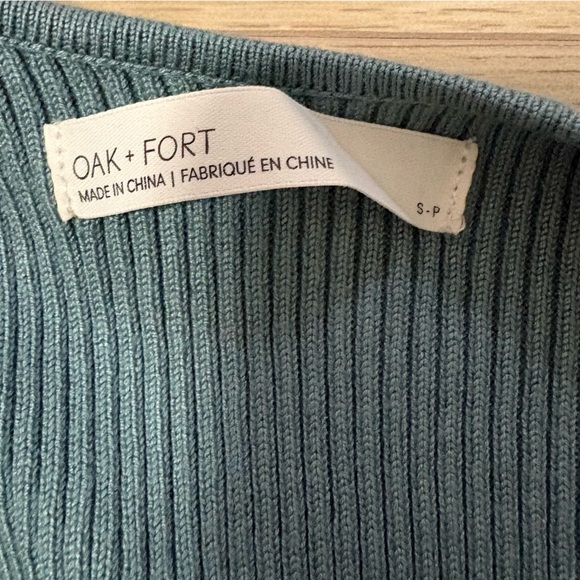 OAK + FORT
MADE IN CHINA | FABRIQUÉ EN CHINE
S-P